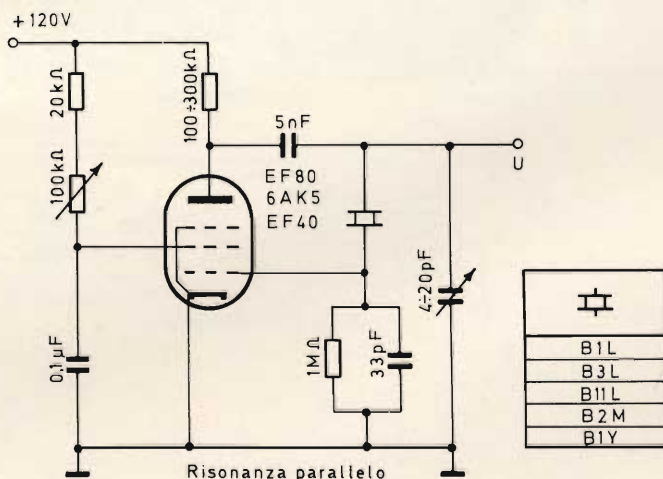 +120V
20kΩ
100÷300kΩ
5nF
U
EF80
6AK5
EF40
100kΩ
4÷20pF
0,1µF
1MΩ
33pF
B1L
B3L
B11L
B2M
B1Y
Risonanza parallelo